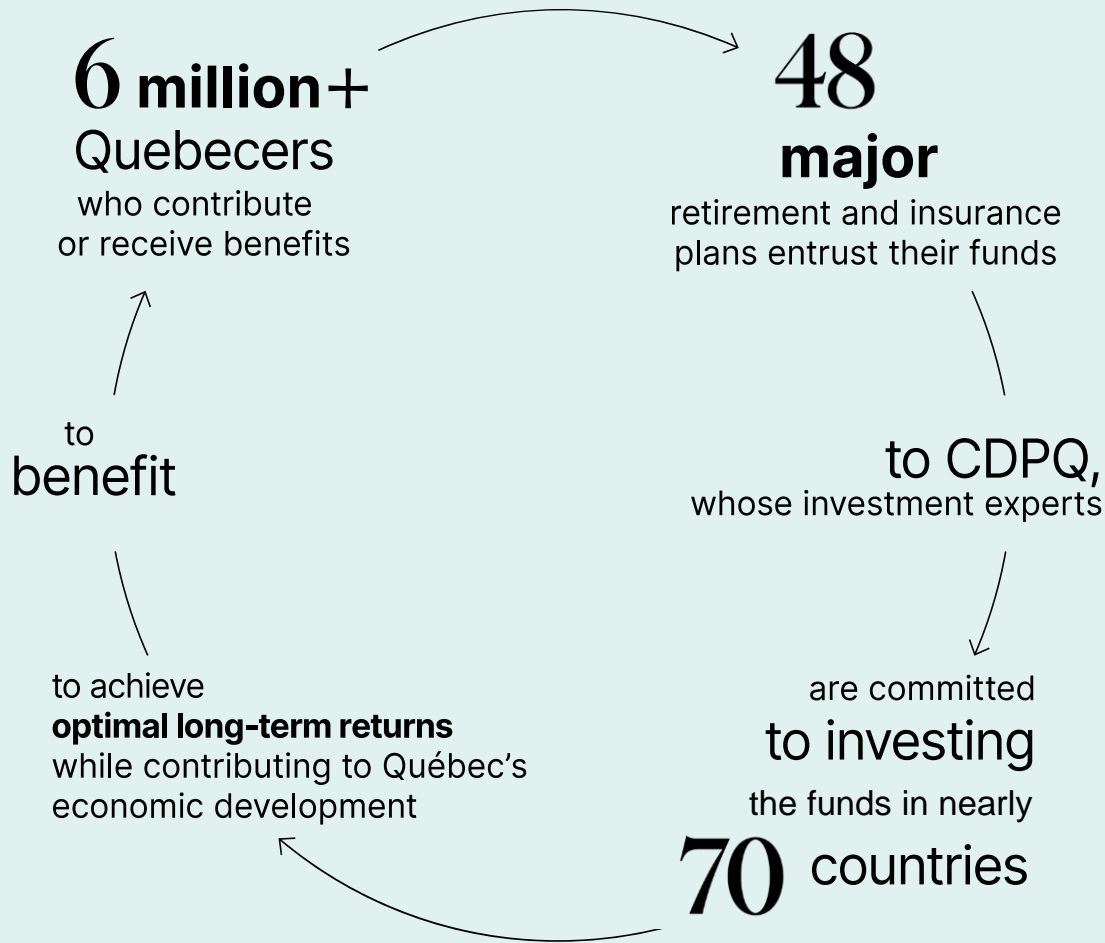 6 million+
Quebecers
who contribute
or receive benefits
48
major
retirement and insurance
plans entrust their funds
to CDPQ,
whose investment experts
are committed
to investing
the funds in nearly
70 countries
to achieve
optimal long-term returns
while contributing to Québec’s
economic development
to
benefit